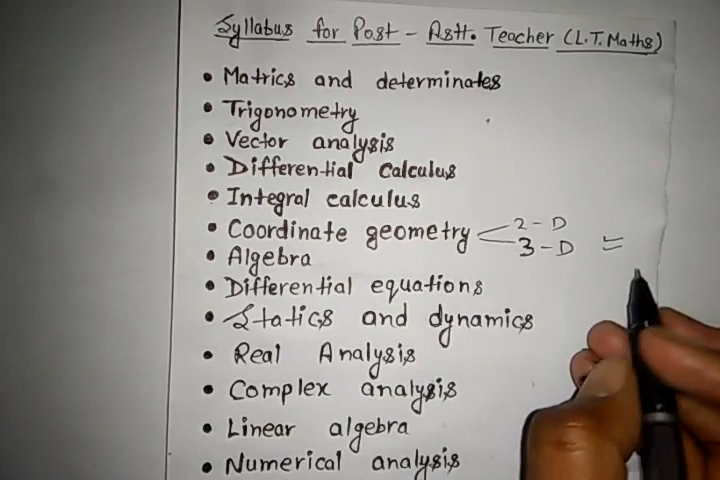 Syllabus for Post - Astt. Teacher (L.T. Maths)
• Matrics and determinates
• Trigonometry
• Vector analysis
• Differential calculus
• Integral calculus
• Coordinate geometry < 2-D
3-D =
• Algebra
• Differential equations
• Statics and dynamics
• Real Analysis
• Complex analysis
• Linear algebra
• Numerical analysis